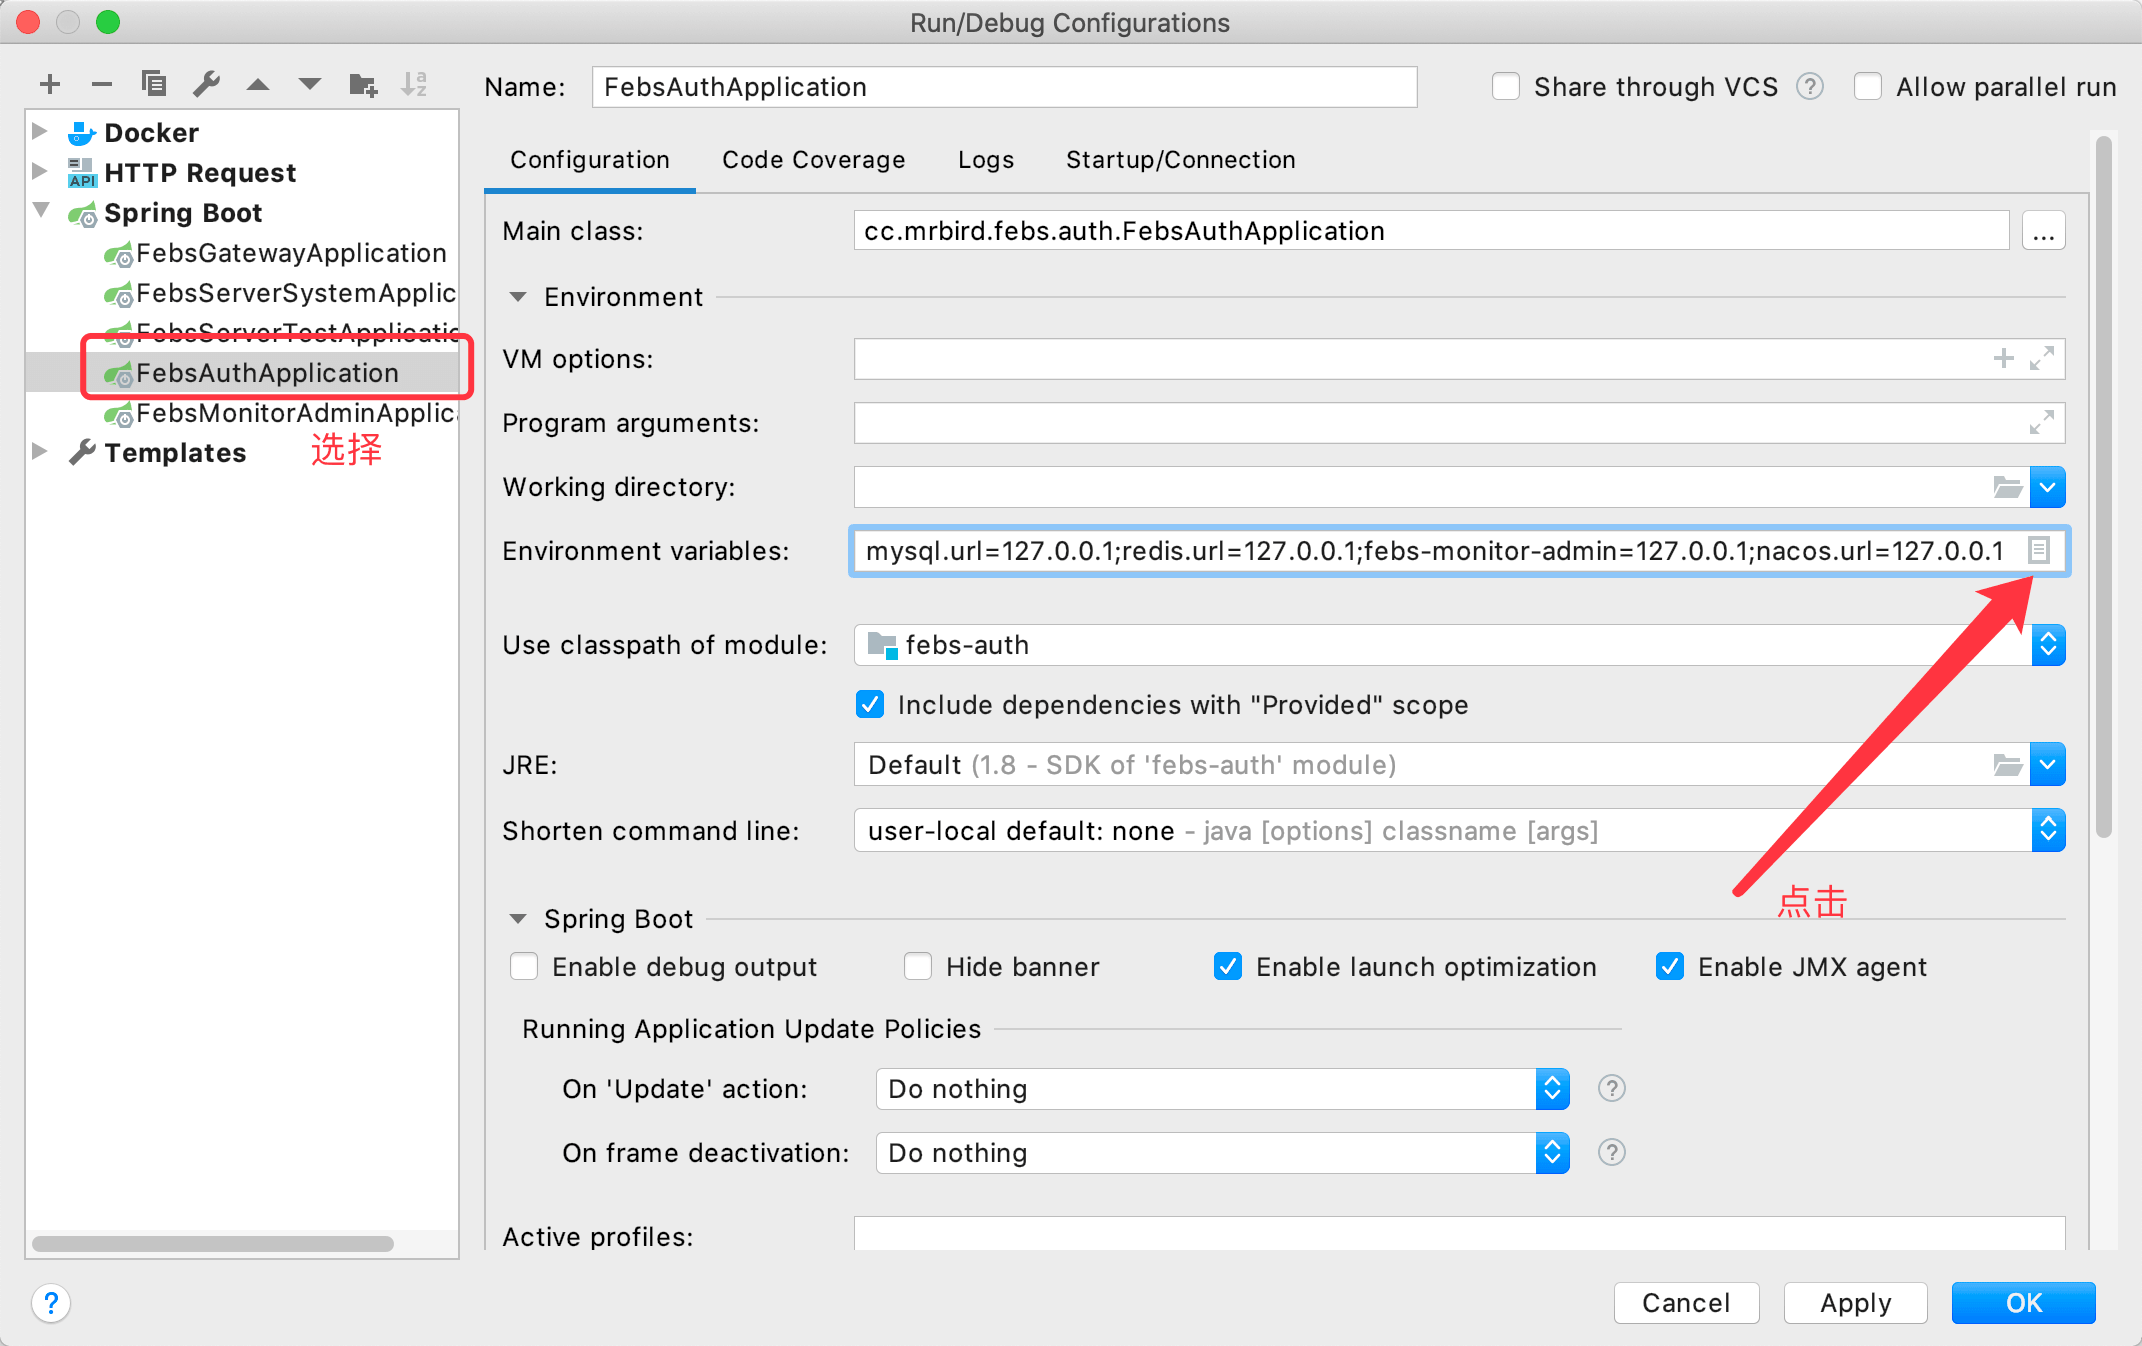 Run/Debug Configurations
Name: FebsAuthApplication
Share through VCS ?
Allow parallel run
Docker
API HTTP Request
Spring Boot
FebsGatewayApplication
FebsServerSystemApplic
FebsServerTestApplicatio
FebsAuthApplication
FebsMonitorAdminApplica
Templates
选择
Configuration Code Coverage Logs Startup/Connection
Main class: cc.mrbird.febs.auth.FebsAuthApplication ...
Environment
VM options:
Program arguments:
Working directory:
Environment variables: mysql.url=127.0.0.1;redis.url=127.0.0.1;febs-monitor-admin=127.0.0.1;nacos.url=127.0.0.1
Use classpath of module: febs-auth
Include dependencies with "Provided" scope
JRE: Default (1.8 - SDK of 'febs-auth' module)
Shorten command line: user-local default: none - java [options] classname [args]
点击
Spring Boot
Enable debug output Hide banner Enable launch optimization Enable JMX agent
Running Application Update Policies
On 'Update' action: Do nothing ?
On frame deactivation: Do nothing ?
Active profiles:
? Cancel Apply OK